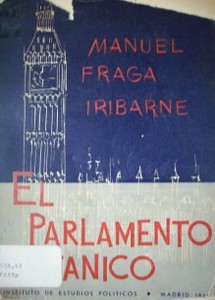 MANUEL
FRAGA
IRIBARNE
EL
PARLAMENTO
TANICO
INSTITUTO DE ESTUDIOS POLITICOS • MADRID